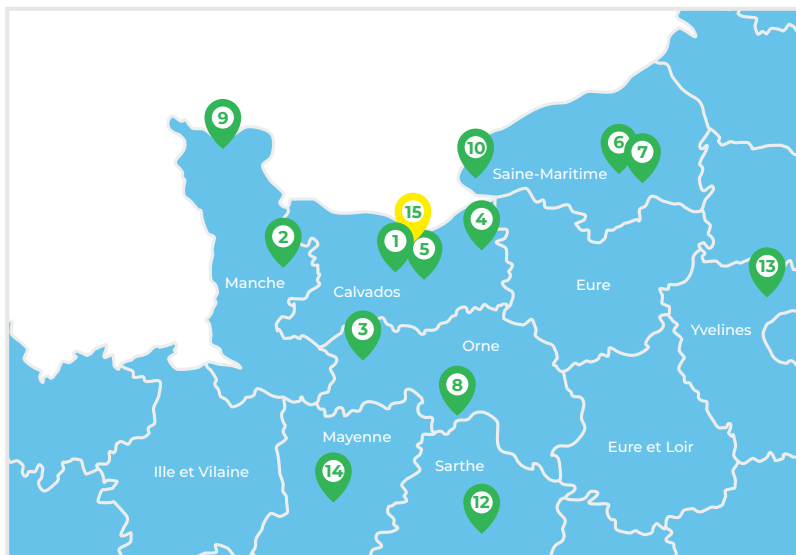 9
10
6
7
Saine-Maritime
15
4
2
1
5
13
Manche
Calvados
Eure
3
Yvelines
Orne
8
Mayenne
Eure et Loir
Ille et Vilaine
14
Sarthe
12